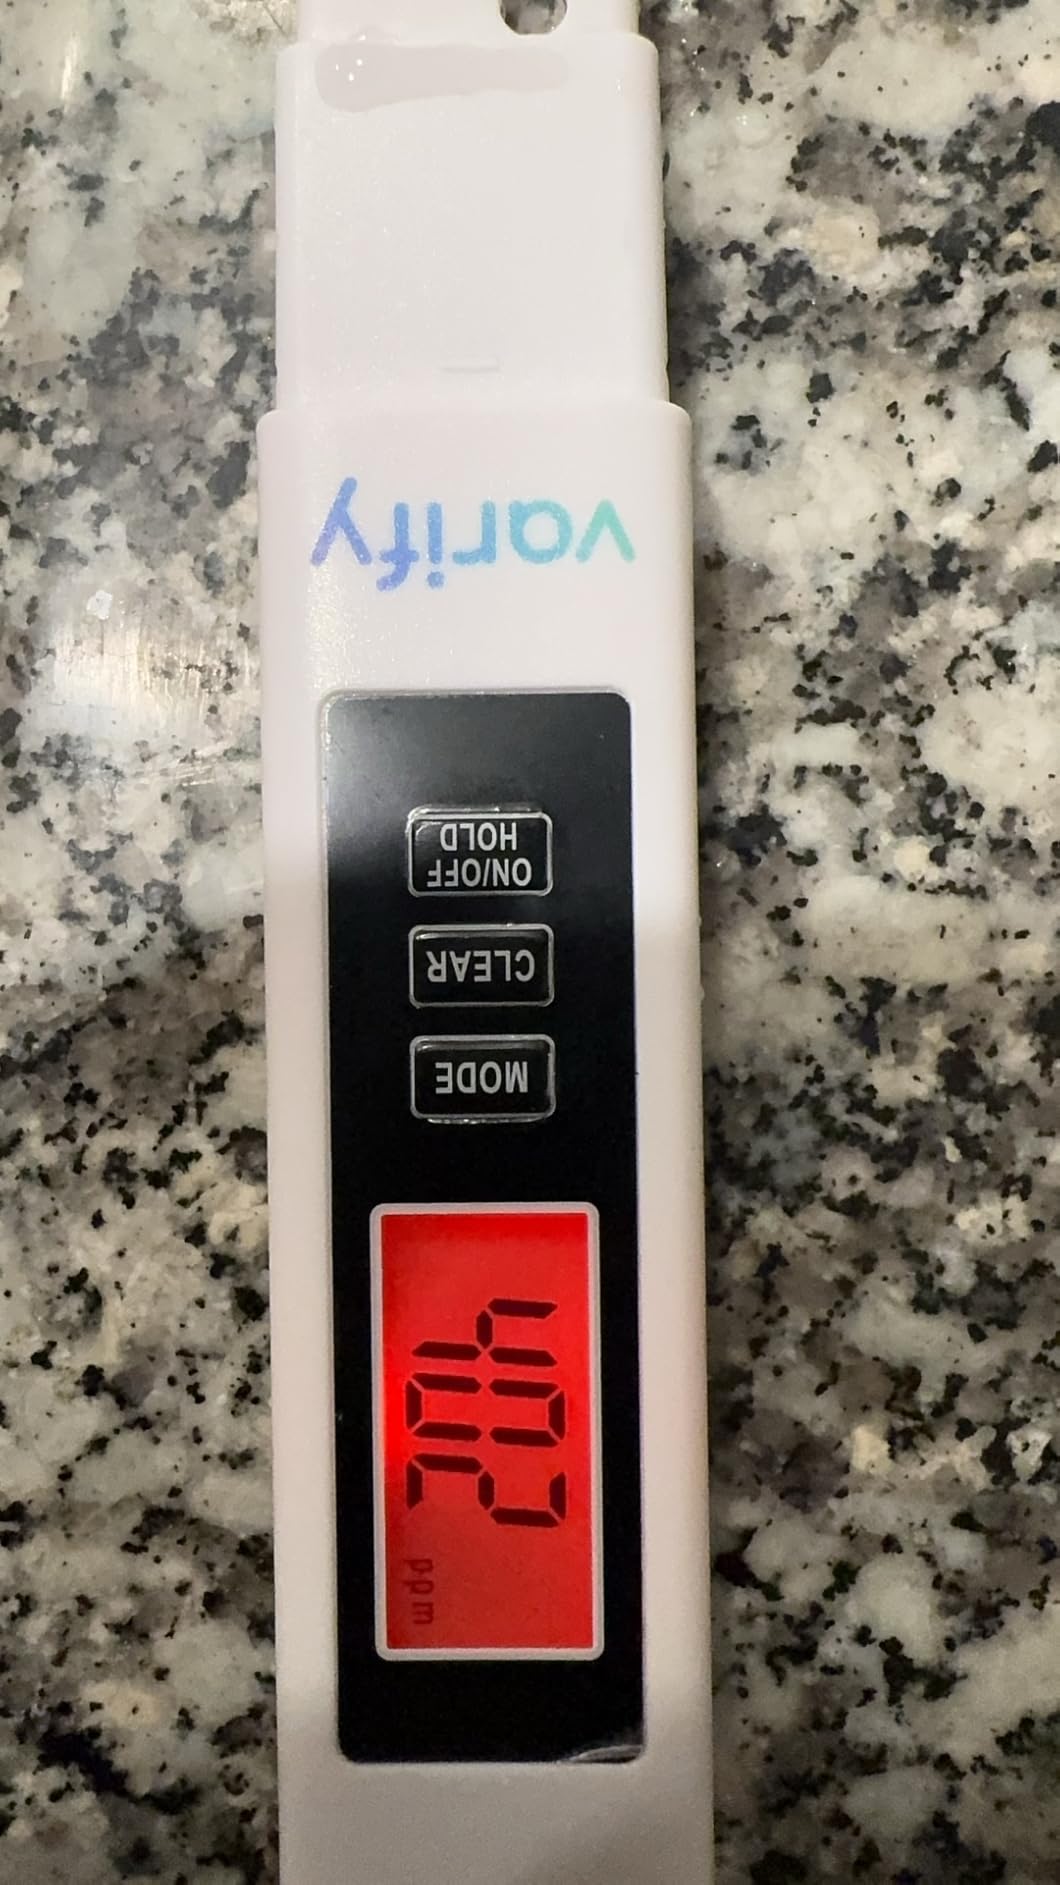 varify
ON/OFF
HOLD
CLEAR
MODE
402
ppm